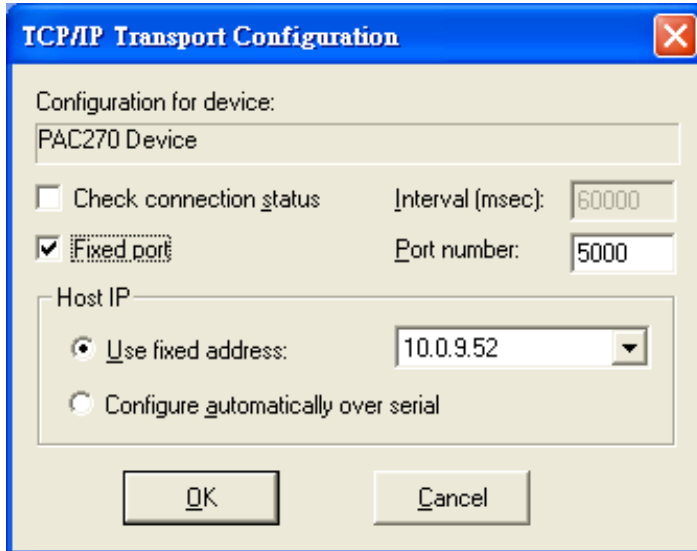 TCP/IP Transport Configuration
Configuration for device:
PAC270 Device
Check connection status Interval (msec): 60000
Fixed port Port number: 5000
Host IP
Use fixed address: 10.0.9.52
Configure automatically over serial
OK Cancel